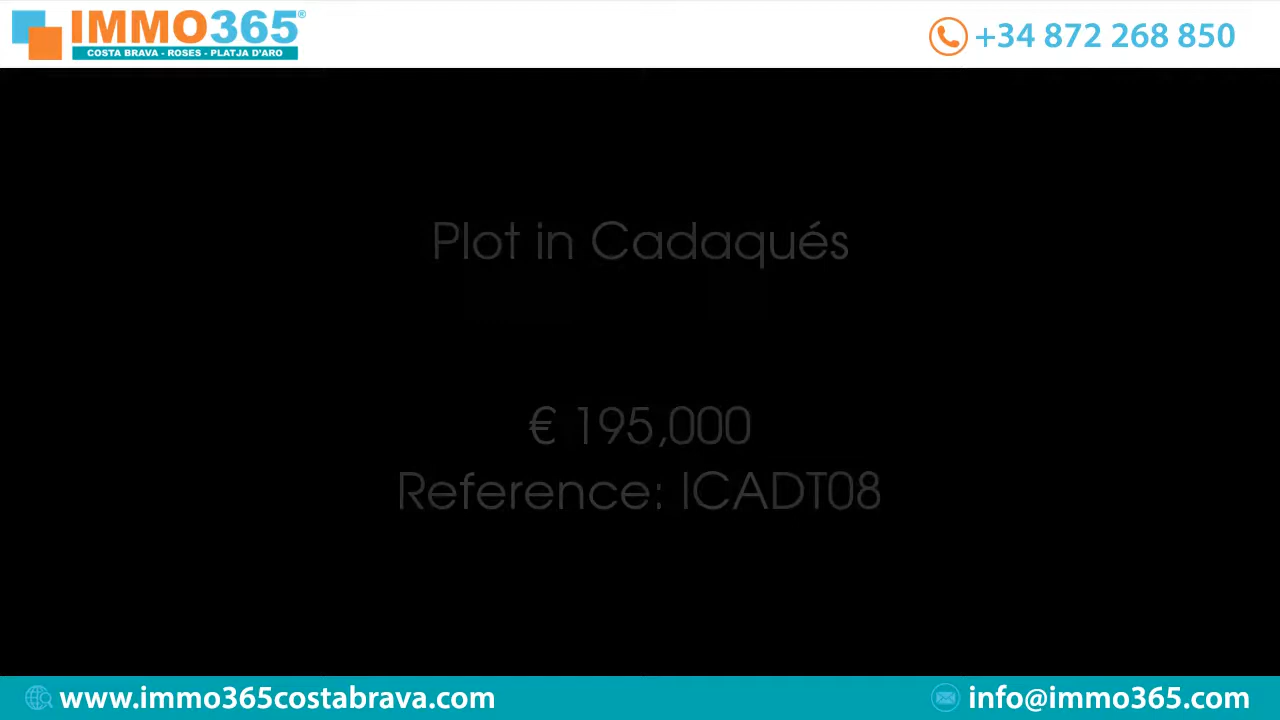 IMMO365®
COSTA BRAVA - ROSES - PLATJA D'ARO
+34 872 268 850
Plot in Cadaqués
€ 195,000
Reference: ICADT08
www.immo365costabrava.com
info@immo365.com